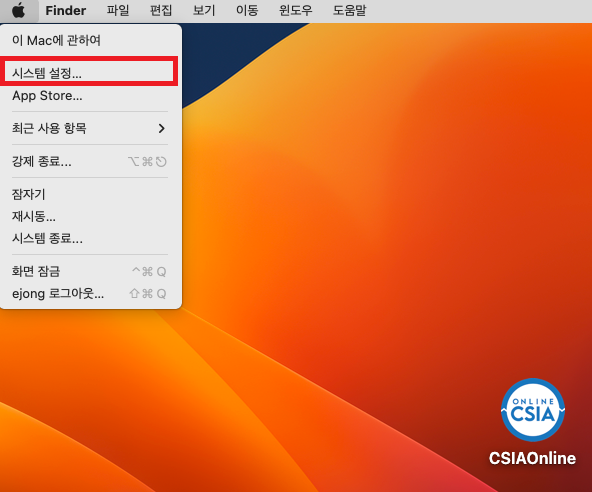 Finder 파일 편집 보기 이동 윈도우 도움말
이 Mac에 관하여
시스템 설정...
App Store...
최근 사용 항목
강제 종료... ⌥⌘⎋
잠자기
재시동...
시스템 종료...
화면 잠금 ^⌘Q
ejong 로그아웃... ⇧⌘Q
ONLINE
CSIA
CSIAOnline